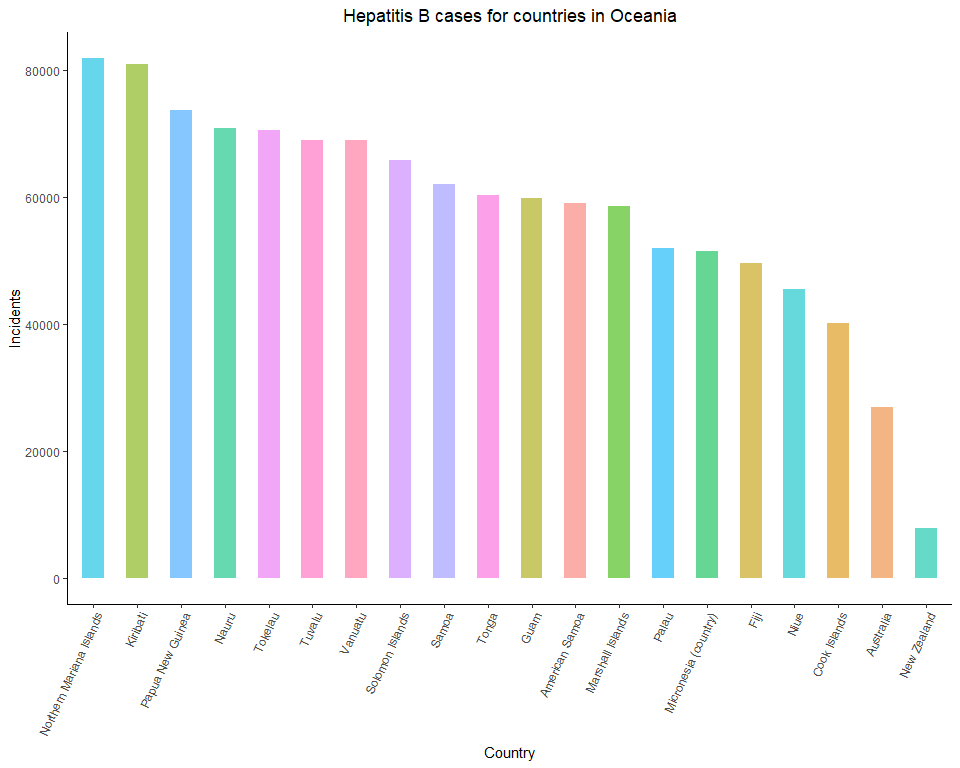 Hepatitis B cases for countries in Oceania
Incidents
80000
60000
40000
20000
0
Northern Mariana Islands
Kiribati
Papua New Guinea
Nauru
Tokelau
Tuvalu
Vanuatu
Solomon Islands
Samoa
Tonga
Guam
American Samoa
Marshall Islands
Palau
Micronesia (country)
Fiji
Niue
Cook Islands
Australia
New Zealand
Country